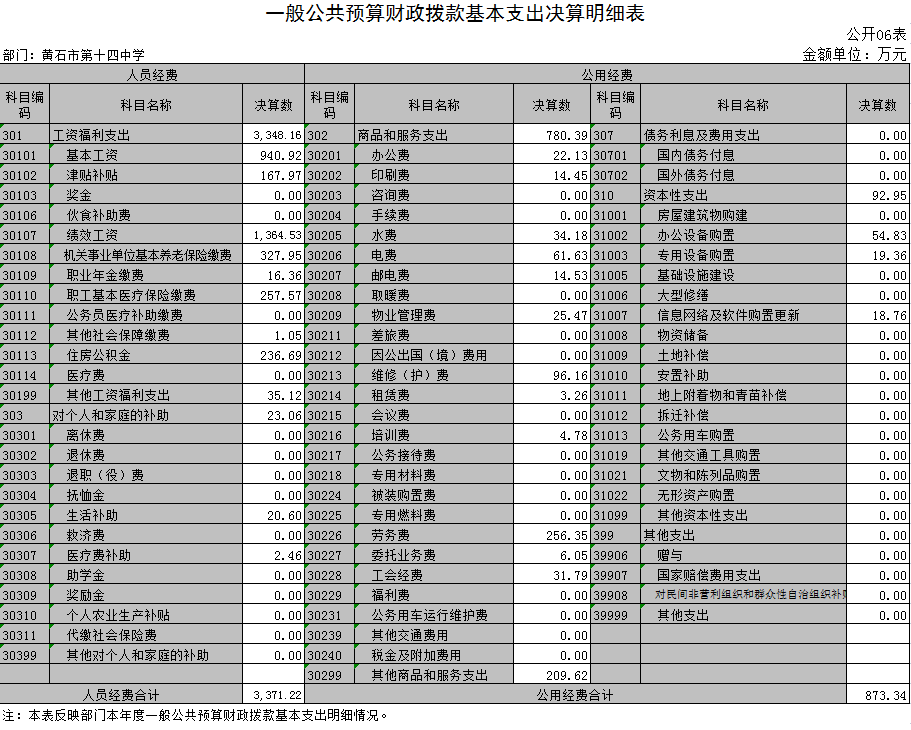 一般公共预算财政拨款基本支出决算明细表
公开06表
部门：黄石市第十四中学 金额单位：万元
人员经费 公用经费
科目编码 科目名称 决算数 科目编码 科目名称 决算数 科目编码 科目名称 决算数
301 工资福利支出 3,348.16 302 商品和服务支出 780.39 307 债务利息及费用支出 0.00
30101 基本工资 940.92 30201 办公费 22.13 30701 国内债务付息 0.00
30102 津贴补贴 167.97 30202 印刷费 14.45 30702 国外债务付息 0.00
30103 奖金 0.00 30203 咨询费 0.00 310 资本性支出 92.95
30106 伙食补助费 0.00 30204 手续费 0.00 31001 房屋建筑物购建 0.00
30107 绩效工资 1,364.53 30205 水费 34.18 31002 办公设备购置 54.83
30108 机关事业单位基本养老保险缴费 327.95 30206 电费 61.63 31003 专用设备购置 19.36
30109 职业年金缴费 16.36 30207 邮电费 14.53 31005 基础设施建设 0.00
30110 职工基本医疗保险缴费 257.57 30208 取暖费 0.00 31006 大型修缮 0.00
30111 公务员医疗补助缴费 0.00 30209 物业管理费 25.47 31007 信息网络及软件购置更新 18.76
30112 其他社会保障缴费 1.05 30211 差旅费 0.00 31008 物资储备 0.00
30113 住房公积金 236.69 30212 因公出国（境）费用 0.00 31009 土地补偿 0.00
30114 医疗费 0.00 30213 维修（护）费 96.16 31010 安置补助 0.00
30199 其他工资福利支出 35.12 30214 租赁费 3.26 31011 地上附着物和青苗补偿 0.00
303 对个人和家庭的补助 23.06 30215 会议费 0.00 31012 拆迁补偿 0.00
30301 离休费 0.00 30216 培训费 4.78 31013 公务用车购置 0.00
30302 退休费 0.00 30217 公务接待费 0.00 31019 其他交通工具购置 0.00
30303 退职（役）费 0.00 30218 专用材料费 0.00 31021 文物和陈列品购置 0.00
30304 抚恤金 0.00 30224 被装购置费 0.00 31022 无形资产购置 0.00
30305 生活补助 20.60 30225 专用燃料费 0.00 31099 其他资本性支出 0.00
30306 救济费 0.00 30226 劳务费 256.35 399 其他支出 0.00
30307 医疗费补助 2.46 30227 委托业务费 6.05 39906 赠与 0.00
30308 助学金 0.00 30228 工会经费 31.79 39907 国家赔偿费用支出 0.00
30309 奖励金 0.00 30229 福利费 0.00 39908 对民间非营利组织和群众性自治组织补 0.00
30310 个人农业生产补贴 0.00 30231 公务用车运行维护费 0.00 39999 其他支出 0.00
30311 代缴社会保险费 0.00 30239 其他交通费用 0.00
30399 其他对个人和家庭的补助 0.00 30240 税金及附加费用 0.00
30299 其他商品和服务支出 209.62
人员经费合计 3,371.22 公用经费合计 873.34
注：本表反映部门本年度一般公共预算财政拨款基本支出明细情况。